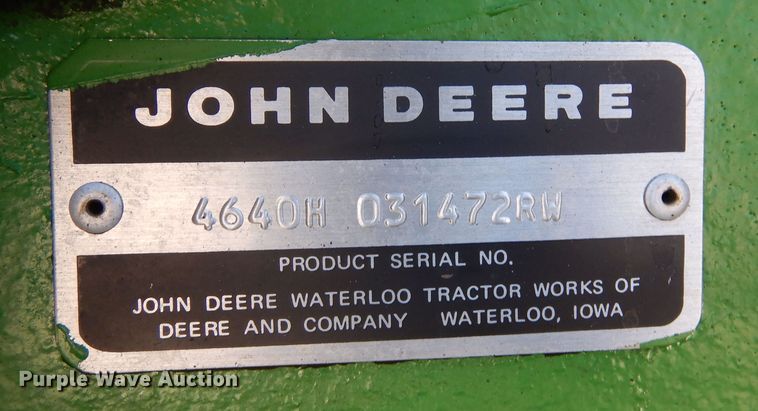 JOHN DEERE
4640H 031472RW
PRODUCT SERIAL NO.
JOHN DEERE WATERLOO TRACTOR WORKS OF
DEERE AND COMPANY WATERLOO, IOWA
Purple Wave Auction